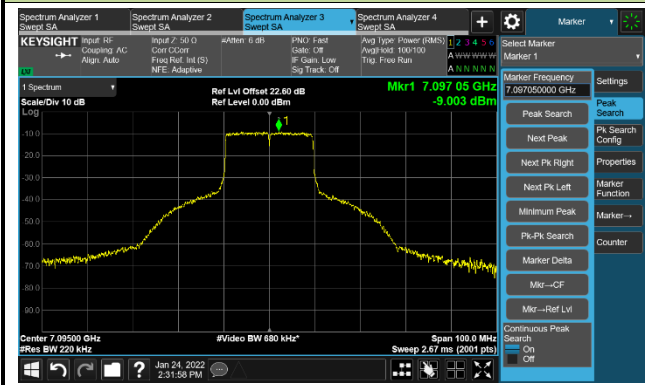 Spectrum Analyzer 1
Swept SA
Spectrum Analyzer 2
Swept SA
Spectrum Analyzer 3
Swept SA
Spectrum Analyzer 4
Swept SA
Marker
KEYSIGHT
Input: RF
Coupling: AC
Align: Auto
Input Z: 50 Ω
Corr CCorr
Freq Ref: Int (S)
NFE: Adaptive
#Atten: 6 dB
PNO: Fast
Gate: Off
IF Gain: Low
Sig Track: Off
Avg Type: Power (RMS)
Avg|Hold: 100/100
Trig: Free Run
1 2 3 4 5 6
A W W W W W
A N N N N N
LXI
Select Marker
Marker 1
1 Spectrum
Scale/Div 10 dB
Log
Ref Lvl Offset 22.60 dB
Ref Level 0.00 dBm
Mkr1 7.097 05 GHz
-9.003 dBm
1
-10.0
-20.0
-30.0
-40.0
-50.0
-60.0
-70.0
-80.0
-90.0
Center 7.09500 GHz
#Res BW 220 kHz
#Video BW 680 kHz*
Span 100.0 MHz
Sweep 2.67 ms (2001 pts)
Marker Frequency
7.097050000 GHz
Peak Search
Next Peak
Next Pk Right
Next Pk Left
Minimum Peak
Pk-Pk Search
Marker Delta
Mkr→CF
Mkr→Ref Lvl
Continuous Peak
Search
On
Off
Settings
Peak
Search
Pk Search
Config
Properties
Marker
Function
Marker→
Counter
Jan 24, 2022
2:31:58 PM